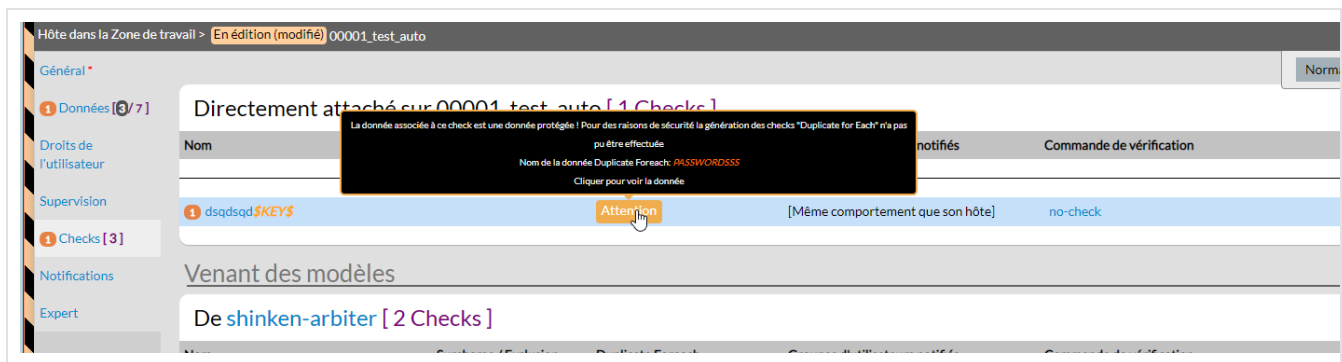 Hôte dans la Zone de travail > En édition (modifié) 00001_test_auto
Général *
Norm
1 Données [3/7]
Directement attaché sur 00001_test_auto [ 1 Checks ]
La donnée associée à ce check est une donnée protégée ! Pour des raisons de sécurité la génération des checks "Duplicate for Each" n'a pas
pu être effectuée
Nom de la donnée Duplicate Foreach: PASSWORDSSS
Cliquer pour voir la donnée
Droits de
l'utilisateur
Nom
notifiés
Commande de vérification
Supervision
1 dsqdsqd$KEY$
Attention
[Même comportement que son hôte]
no-check
1 Checks [ 3 ]
Notifications
Venant des modèles
Expert
De shinken-arbiter [ 2 Checks ]